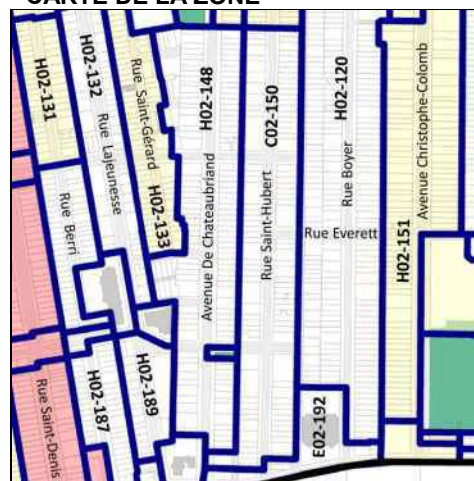 CARTE DE LA ZONE
H02-131
H02-132
Rue Saint-Gérard
H02-148
C02-150
H02-120
Avenue Christophe-Colomb
Rue Lajeunesse
H02-133
Rue Berri
Avenue De Chateaubriand
Rue Saint-Hubert
Rue Boyer
Rue Everett
H02-151
Rue Saint-Denis
H02-187
H02-189
E02-192